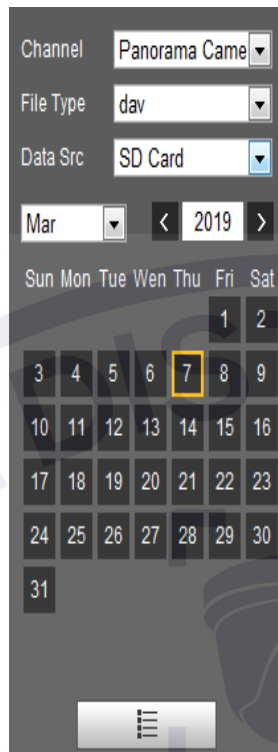 Channel Panorama Came
File Type dav
Data Src SD Card
Mar 2019
Sun Mon Tue Wen Thu Fri Sat
1 2
3 4 5 6 7 8 9
10 11 12 13 14 15 16
17 18 19 20 21 22 23
24 25 26 27 28 29 30
31